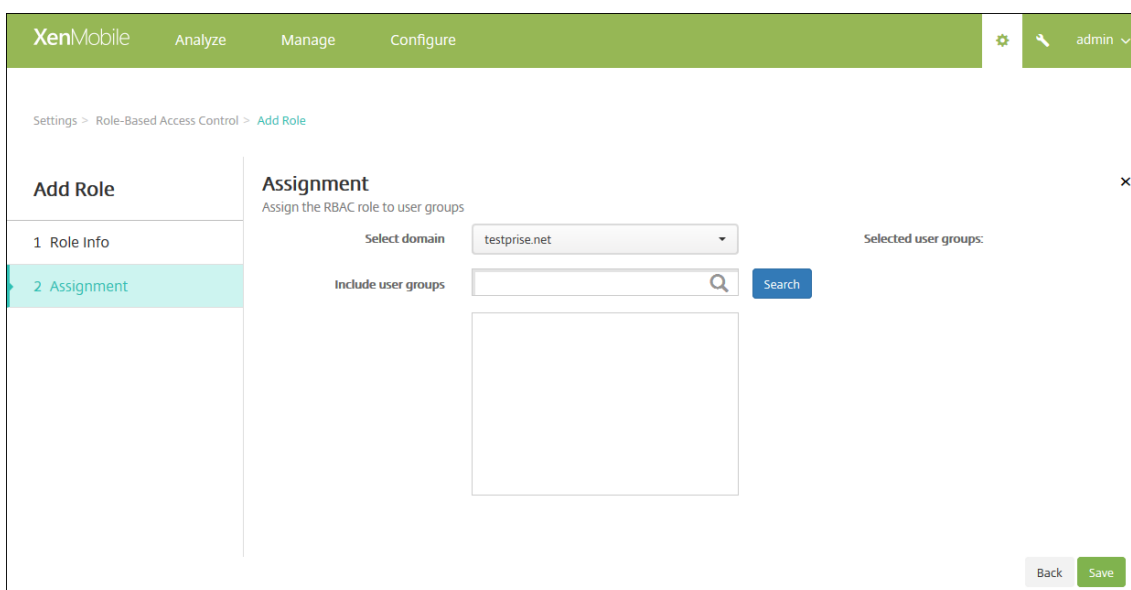 XenMobile Analyze Manage Configure admin
Settings > Role-Based Access Control > Add Role
Add Role
1 Role Info
2 Assignment
Assignment
Assign the RBAC role to user groups
Select domain testprise.net Selected user groups:
Include user groups Search
Back Save